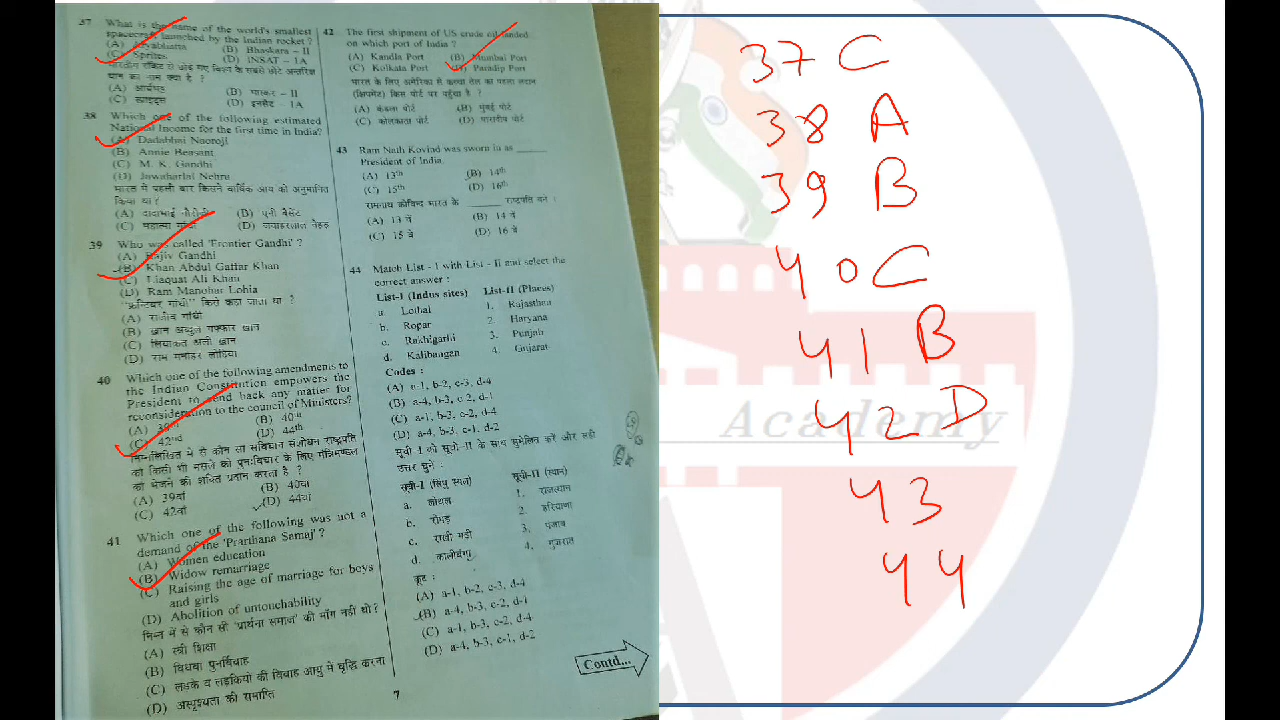 37 What is the name of the world's smallest
spacecraft launched by the Indian rocket ?
(A) Aryabhatta (B) Bhaskara – II
(C) Sprites (D) INSAT – 1A
(A) आर्यभट्ट (B) भास्कर – II
(C) स्प्राइट्स (D) इनसैट – 1A
38 Which one of the following estimated
National Income for the first time in India?
(A) Dadabhai Naoroji
(B) Annie Beasant
(C) M. K. Gandhi
(D) Jawaharlal Nehru
भारत में पहली बार किसने वार्षिक आय को अनुमानित
किया था ?
(A) दादाभाई नौरोजी (B) एनी बैसेंट
(C) महात्मा गांधी (D) जवाहरलाल नेहरू
39 Who was called 'Frontier Gandhi' ?
(A) Rajiv Gandhi
(B) Khan Abdul Gaffar Khan
(C) Liaquat Ali Khan
(D) Ram Manohar Lohia
"फ्रन्टियर गांधी" किसे कहा जाता था ?
(A) राजीव गांधी
(B) खान अब्दुल गफ्फार खान
(C) लियाकत अली खान
(D) राम मनोहर लोहिया
40 Which one of the following amendments to
the Indian Constitution empowers the
President to send back any matter for
reconsideration to the council of Ministers?
(A) 39th (B) 40th
(C) 42nd (D) 44th
निम्नलिखित में से कौन सा संविधान संशोधन राष्ट्रपति
को किसी भी मसले को पुनःविचार के लिए मंत्रिमण्डल
को भेजने की शक्ति प्रदान करता है ?
(A) 39वां (B) 40वां
(C) 42वां (D) 44वां
41 Which one of the following was not a
demand of the 'Prarthana Samaj' ?
(A) Women education
(B) Widow remarriage
(C) Raising the age of marriage for boys
and girls
(D) Abolition of untouchability
निम्न में से कौन सी 'प्रार्थना समाज' की माँग नहीं थी ?
(A) स्त्री शिक्षा
(B) विधवा पुनर्विवाह
(C) लड़के व लड़कियों की विवाह आयु में वृद्धि करना
(D) अस्पृश्यता की समाप्ति
42 The first shipment of US crude oil landed
on which port of India ?
(A) Kandla Port (B) Mumbai Port
(C) Kolkata Port (D) Paradip Port
भारत के लिए अमेरिका से कच्चा तेल का पहला लदान
(शिपमेंट) किस पोर्ट पर पहुँचा है ?
(A) कंडला पोर्ट (B) मुंबई पोर्ट
(C) कोलकाता पोर्ट (D) पारादीप पोर्ट
43 Ram Nath Kovind was sworn in as ______
President of India.
(A) 13th (B) 14th
(C) 15th (D) 16th
रामनाथ कोविन्द भारत के ______ राष्ट्रपति बने :
(A) 13 वें (B) 14 वें
(C) 15 वें (D) 16 वें
44 Match List - I with List - II and select the
correct answer :
List-I (Indus sites) List-II (Places)
a. Lothal 1. Rajasthan
b. Ropar 2. Haryana
c. Rakhigarhi 3. Punjab
d. Kalibangan 4. Gujarat
Codes :
(A) a-1, b-2, c-3, d-4
(B) a-4, b-3, c-2, d-1
(C) a-1, b-3, c-2, d-4
(D) a-4, b-3, c-1, d-2
सूची-I को सूची-II के साथ सुमेलित करें और सही
उत्तर चुनें :
सूची-I (सिंधु स्थल) सूची-II (स्थान)
a. लोथल 1. राजस्थान
b. रोपड़ 2. हरियाणा
c. राखी गढ़ी 3. पंजाब
d. कालीबंगा 4. गुजरात
कूट :
(A) a-1, b-2, c-3, d-4
(B) a-4, b-3, c-2, d-1
(C) a-1, b-3, c-2, d-4
(D) a-4, b-3, c-1, d-2
Contd...
7
37 C
38 A
39 B
40 C
41 B
42 D
43
44
Academy